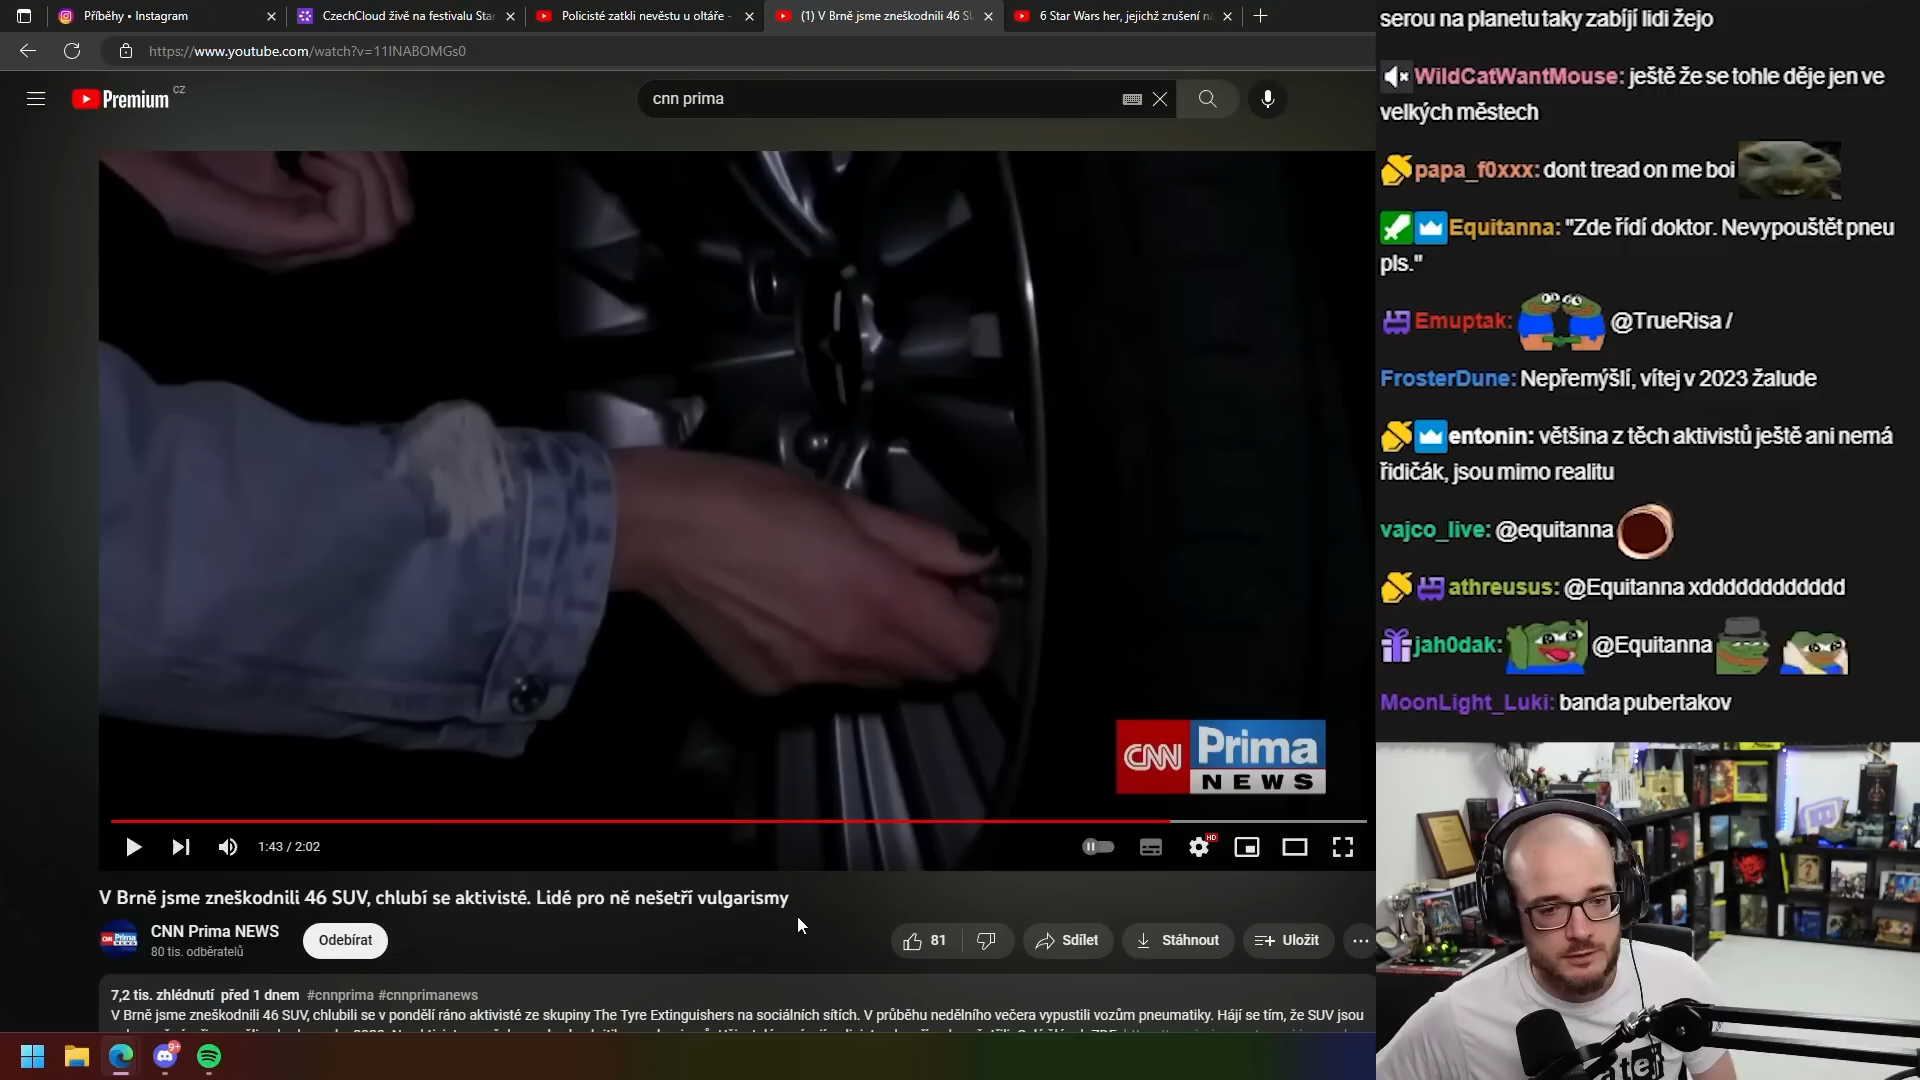 Příběhy • Instagram
CzechCloud živě na festivalu Star
Policisté zatkli nevěstu u oltáře -
(1) V Brně jsme zneškodnili 46 SU
6 Star Wars her, jejichž zrušení n
https://www.youtube.com/watch?v=11INABOMGs0
Premium CZ
cnn prima
CNN Prima
NEWS
1:43 / 2:02
HD
V Brně jsme zneškodnili 46 SUV, chlubí se aktivisté. Lidé pro ně nešetří vulgarismy
CNN Prima NEWS
80 tis. odběratelů
Odebírat
81
Sdílet
Stáhnout
Uložit
7,2 tis. zhlédnutí před 1 dnem #cnnprima #cnnprimanews
V Brně jsme zneškodnili 46 SUV, chlubili se v pondělí ráno aktivisté ze skupiny The Tyre Extinguishers na sociálních sítích. V průběhu nedělního večera vypustili vozům pneumatiky. Hájí se tím, že SUV jsou
9+
serou na planetu taky zabíjí lidi žejo
WildCatWantMouse: ještě že se tohle děje jen ve
velkých městech
papa_f0xxx: dont tread on me boi
Equitanna: "Zde řídí doktor. Nevypouštět pneu
pls."
Emuptak: @TrueRisa /
FrosterDune: Nepřemýšlí, vítej v 2023 žalude
entonin: většina z těch aktivistů ještě ani nemá
řidičák, jsou mimo realitu
vajco_live: @equitanna
athreusus: @Equitanna xdddddddddddd
jah0dak: @Equitanna
MoonLight_Luki: banda pubertakov